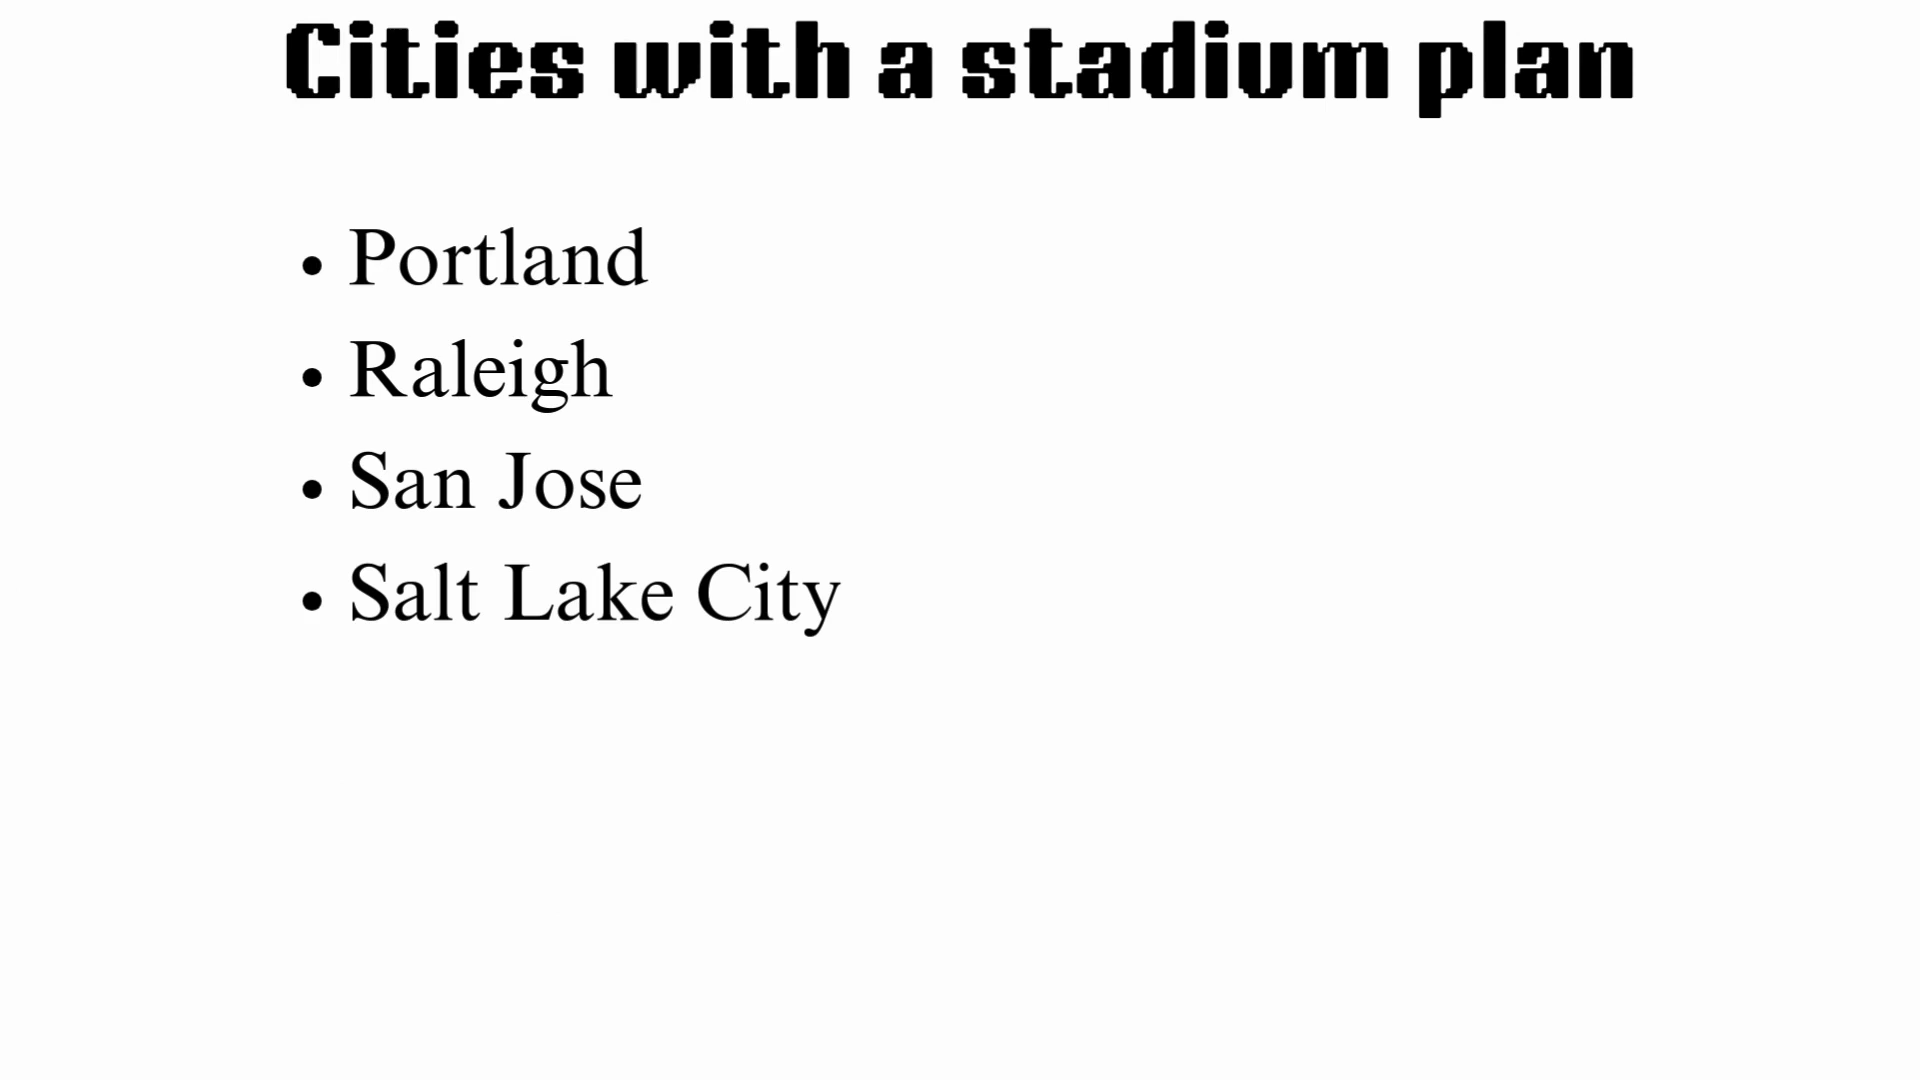 Cities with a stadium plan
• Portland
• Raleigh
• San Jose
• Salt Lake City